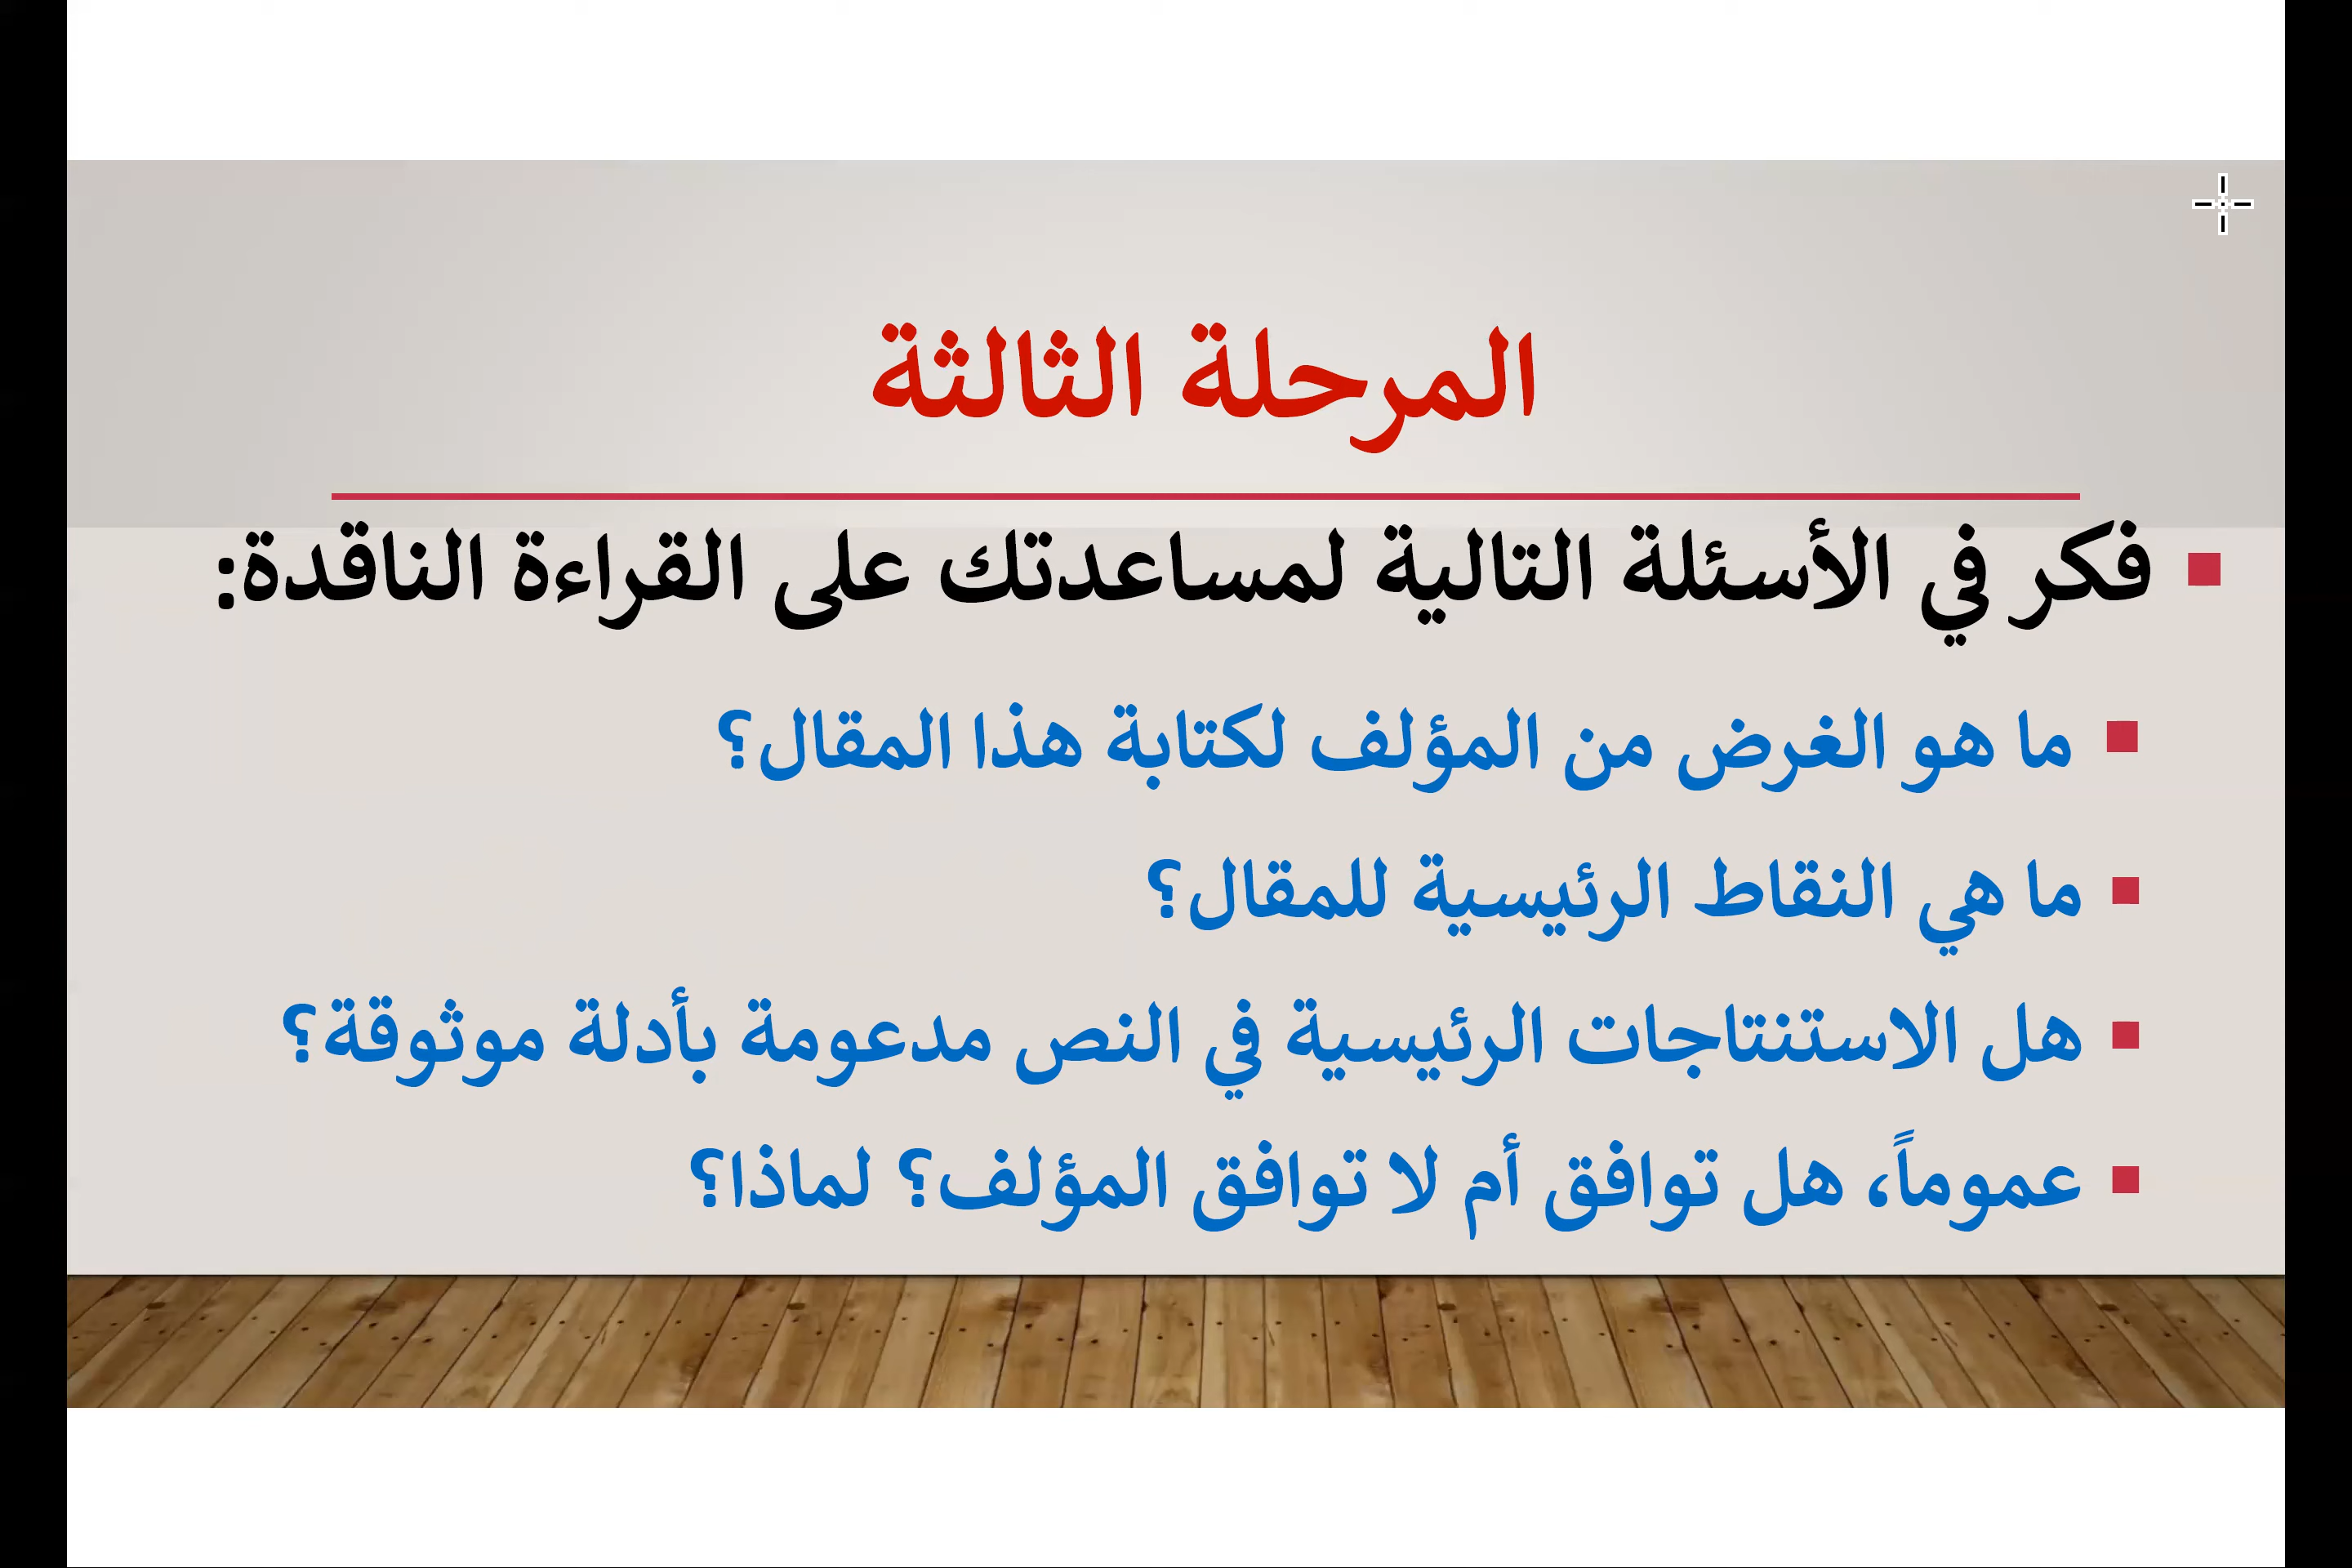 المرحلة الثالثة
فكر في الأسئلة التالية لمساعدتك على القراءة الناقدة:
ما هو الغرض من المؤلف لكتابة هذا المقال؟
ما هي النقاط الرئيسية للمقال؟
هل الاستنتاجات الرئيسية في النص مدعومة بأدلة موثوقة؟
عموماً، هل توافق أم لا توافق المؤلف؟ لماذا؟